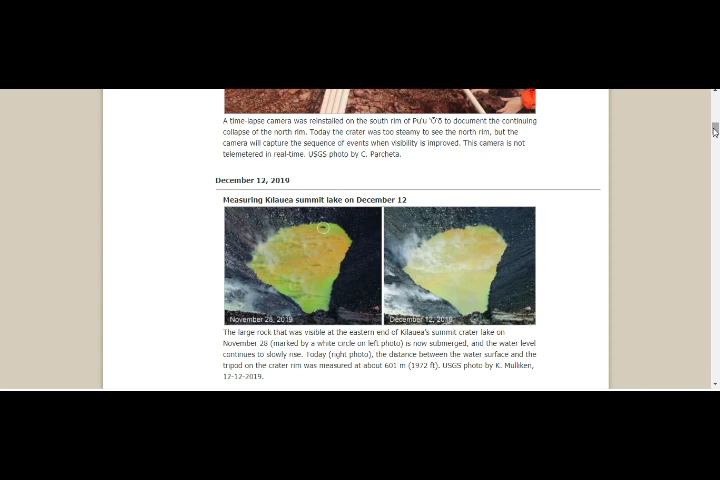 A time-lapse camera was reinstalled on the south rim of Pu'u 'Ō'ō to document the continuing
collapse of the north rim. Today the crater was too steamy to see the north rim, but the
camera will capture the sequence of events when visibility is improved. This camera is not
telemetered in real-time. USGS photo by C. Parcheta.
December 12, 2019
Measuring Kīlauea summit lake on December 12
November 28, 2019
December 12, 2019
The large rock that was visible at the eastern end of Kīlauea's summit crater lake on
November 28 (marked by a white circle on left photo) is now submerged, and the water level
continues to slowly rise. Today (right photo), the distance between the water surface and the
tripod on the crater rim was measured at about 601 m (1972 ft). USGS photo by K. Mulliken,
12-12-2019.